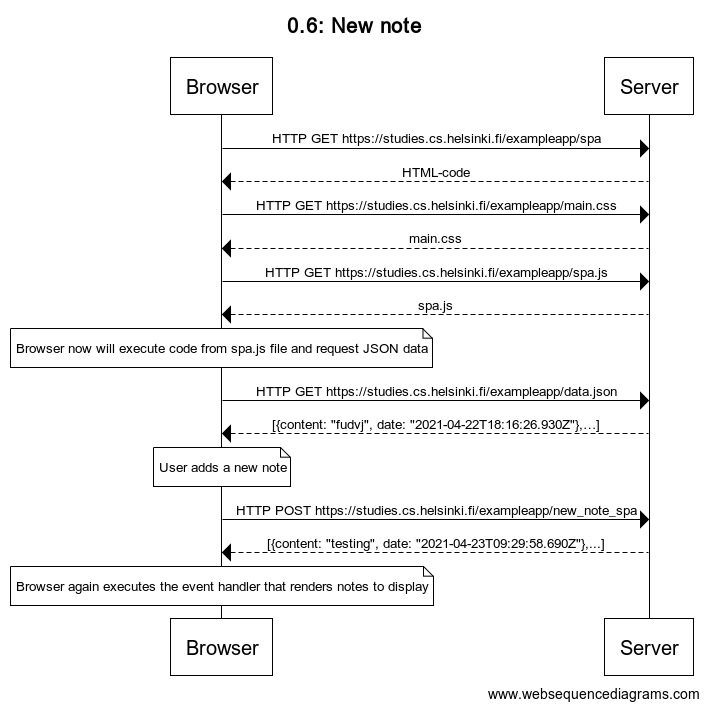 0.6: New note
Browser
Server
HTTP GET https://studies.cs.helsinki.fi/exampleapp/spa
HTML-code
HTTP GET https://studies.cs.helsinki.fi/exampleapp/main.css
main.css
HTTP GET https://studies.cs.helsinki.fi/exampleapp/spa.js
spa.js
Browser now will execute code from spa.js file and request JSON data
HTTP GET https://studies.cs.helsinki.fi/exampleapp/data.json
[{content: "fudvj", date: "2021-04-22T18:16:26.930Z"},...]
User adds a new note
HTTP POST https://studies.cs.helsinki.fi/exampleapp/new_note_spa
[{content: "testing", date: "2021-04-23T09:29:58.690Z"},...]
Browser again executes the event handler that renders notes to display
Browser
Server
www.websequencediagrams.com